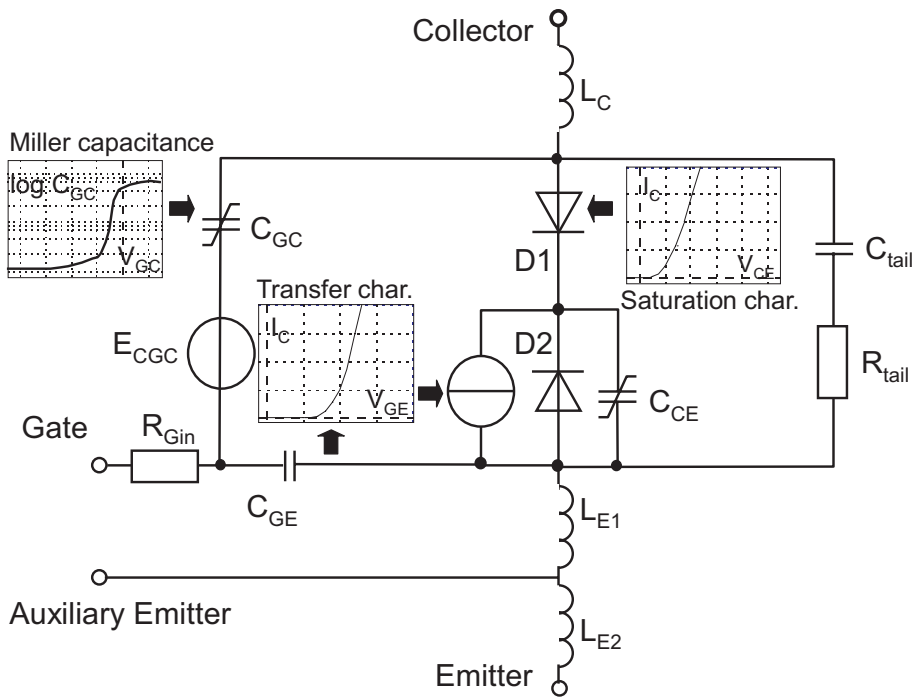 Collector
L_C
Miller capacitance
log C_GC
V_GC
C_GC
I_C
V_CE
D1
Saturation char.
C_tail
Transfer char.
I_C
V_GE
E_CGC
D2
C_CE
R_tail
Gate
R_Gin
C_GE
L_E1
Auxiliary Emitter
L_E2
Emitter